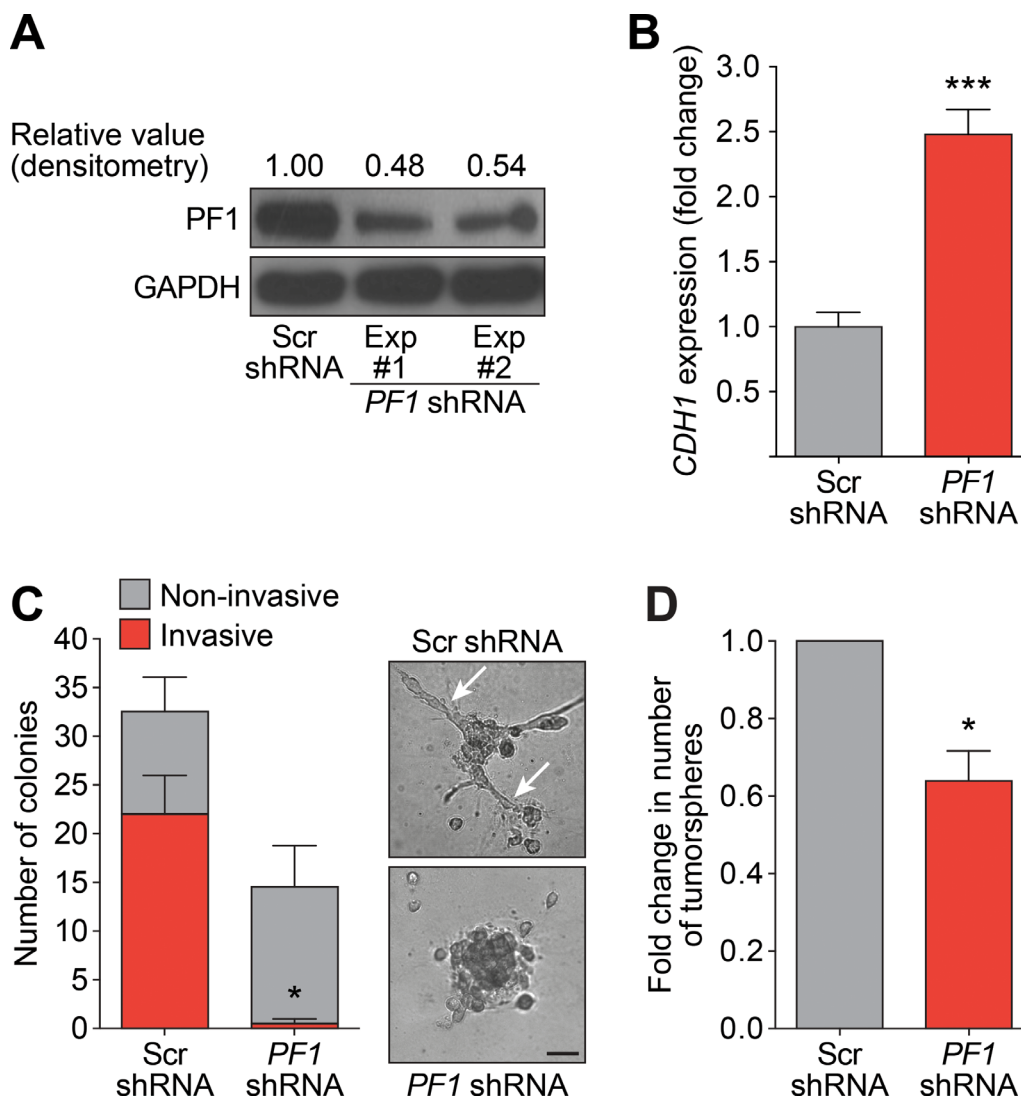 A
Relative value
(densitometry)
1.00 0.48 0.54
PF1
GAPDH
Scr
shRNA
Exp
#1
Exp
#2
PF1 shRNA
B
CDH1 expression (fold change)
3.0
2.5
2.0
1.5
1.0
0.5
***
Scr
shRNA
PF1
shRNA
C
Non-invasive
Invasive
Number of colonies
40
35
30
25
20
15
10
5
0
*
Scr
shRNA
PF1
shRNA
Scr shRNA
PF1 shRNA
D
Fold change in number
of tumorspheres
1.0
0.8
0.6
0.4
0.2
0.0
*
Scr
shRNA
PF1
shRNA